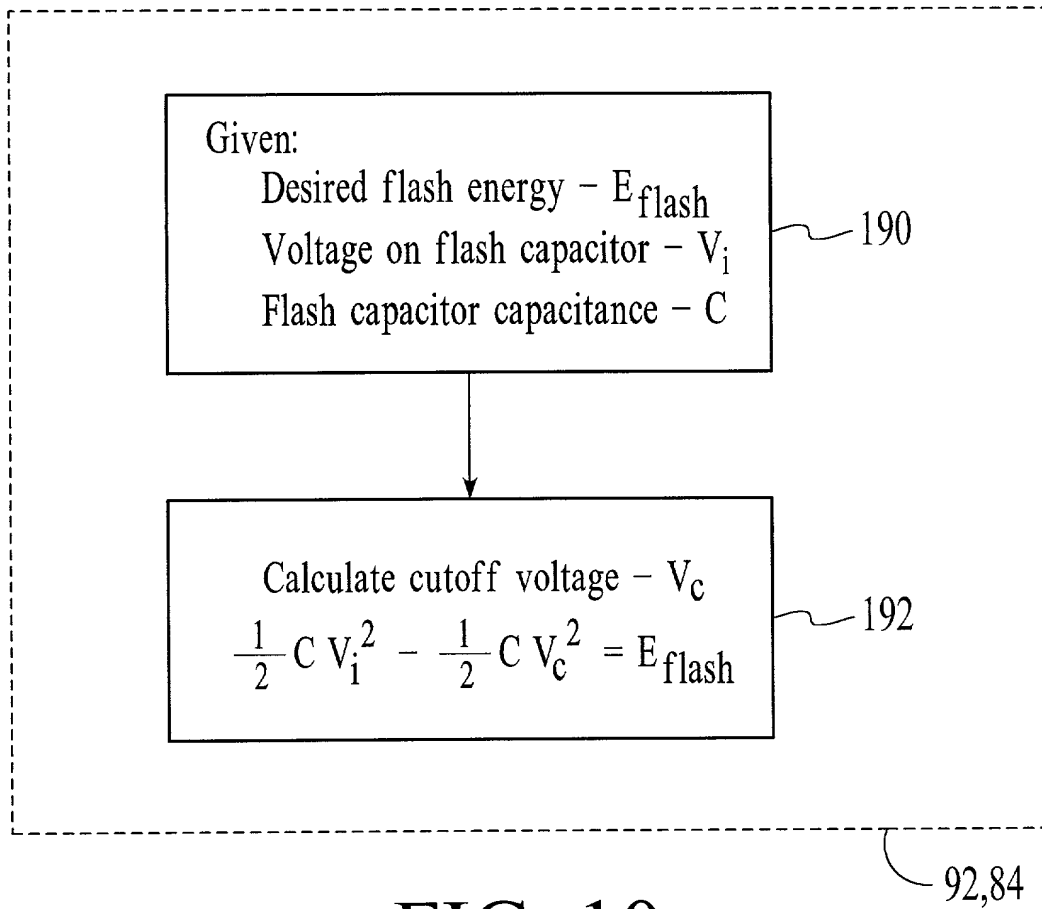 Given:
Desired flash energy – E_flash
Voltage on flash capacitor – V_i
Flash capacitor capacitance – C
190
Calculate cutoff voltage – V_c
1/2 C V_i^2 – 1/2 C V_c^2 = E_flash
192
92,84